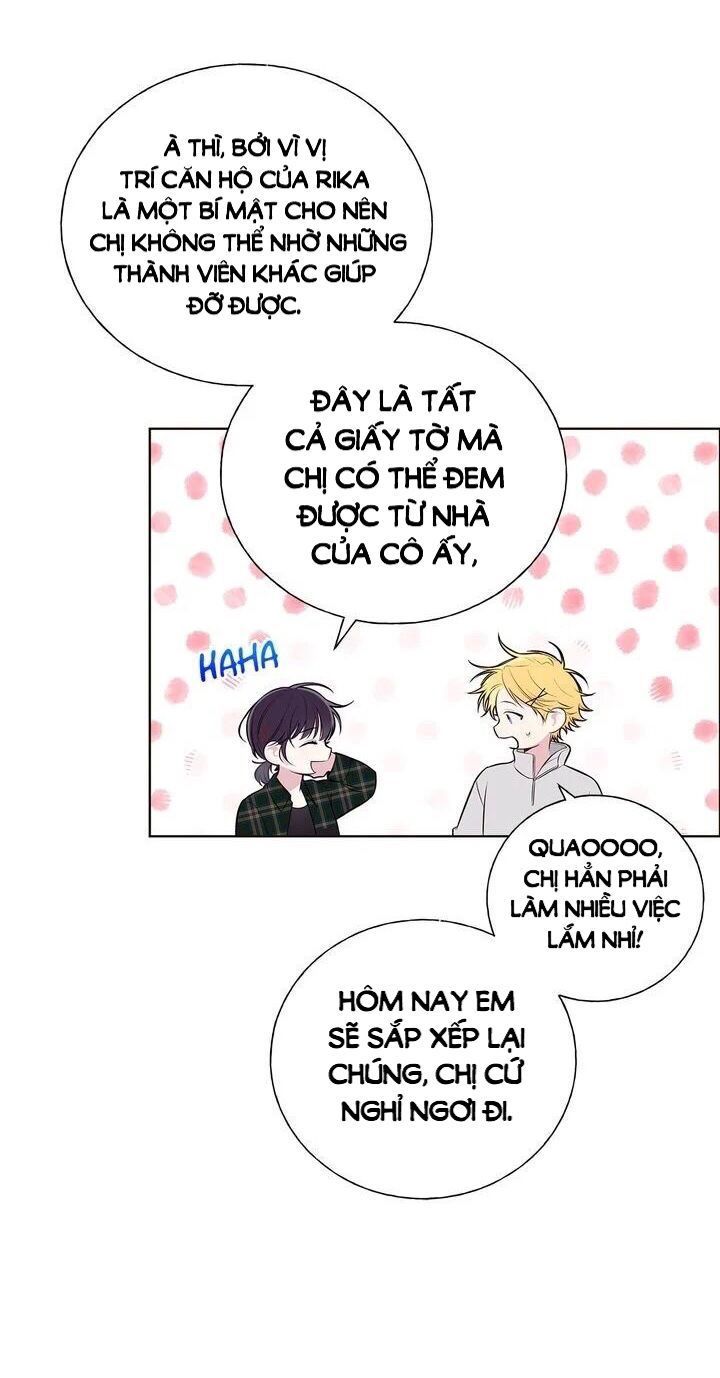 À THÌ, BỞI VÌ VỊ
TRÍ CĂN HỘ CỦA RIKA
LÀ MỘT BÍ MẬT CHO NÊN
CHỊ KHÔNG THỂ NHỜ NHỮNG
THÀNH VIÊN KHÁC GIÚP
ĐỠ ĐƯỢC.
ĐÂY LÀ TẤT
CẢ GIẤY TỜ MÀ
CHỊ CÓ THỂ ĐEM
ĐƯỢC TỪ NHÀ
CỦA CÔ ẤY,
HAHA
QUAOOOO,
CHỊ HẲN PHẢI
LÀM NHIỀU VIỆC
LẮM NHỈ!
HÔM NAY EM
SẼ SẮP XẾP LẠI
CHÚNG, CHỊ CỨ
NGHỈ NGƠI ĐI.